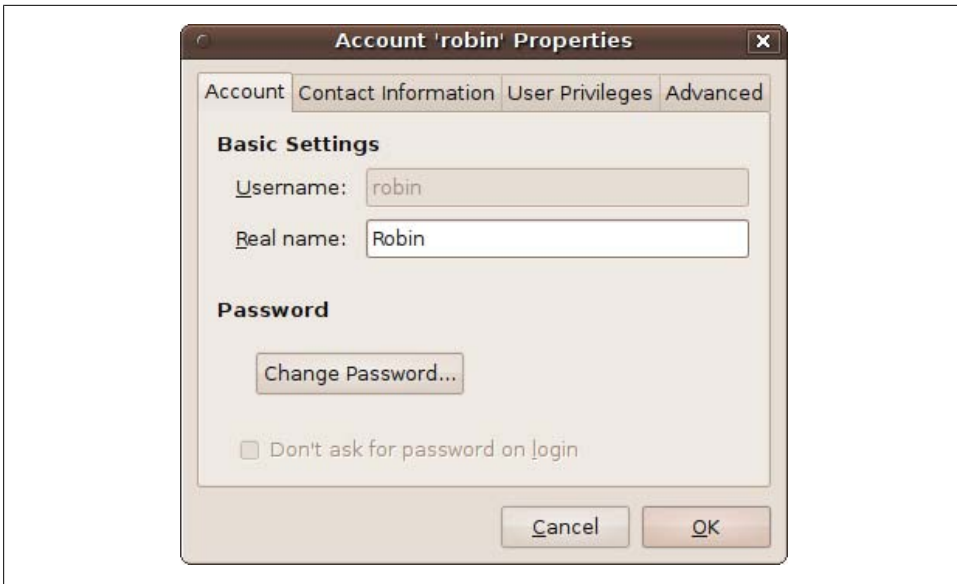 Account 'robin' Properties
Account Contact Information User Privileges Advanced
Basic Settings
Username: robin
Real name: Robin
Password
Change Password...
Don't ask for password on login
Cancel OK